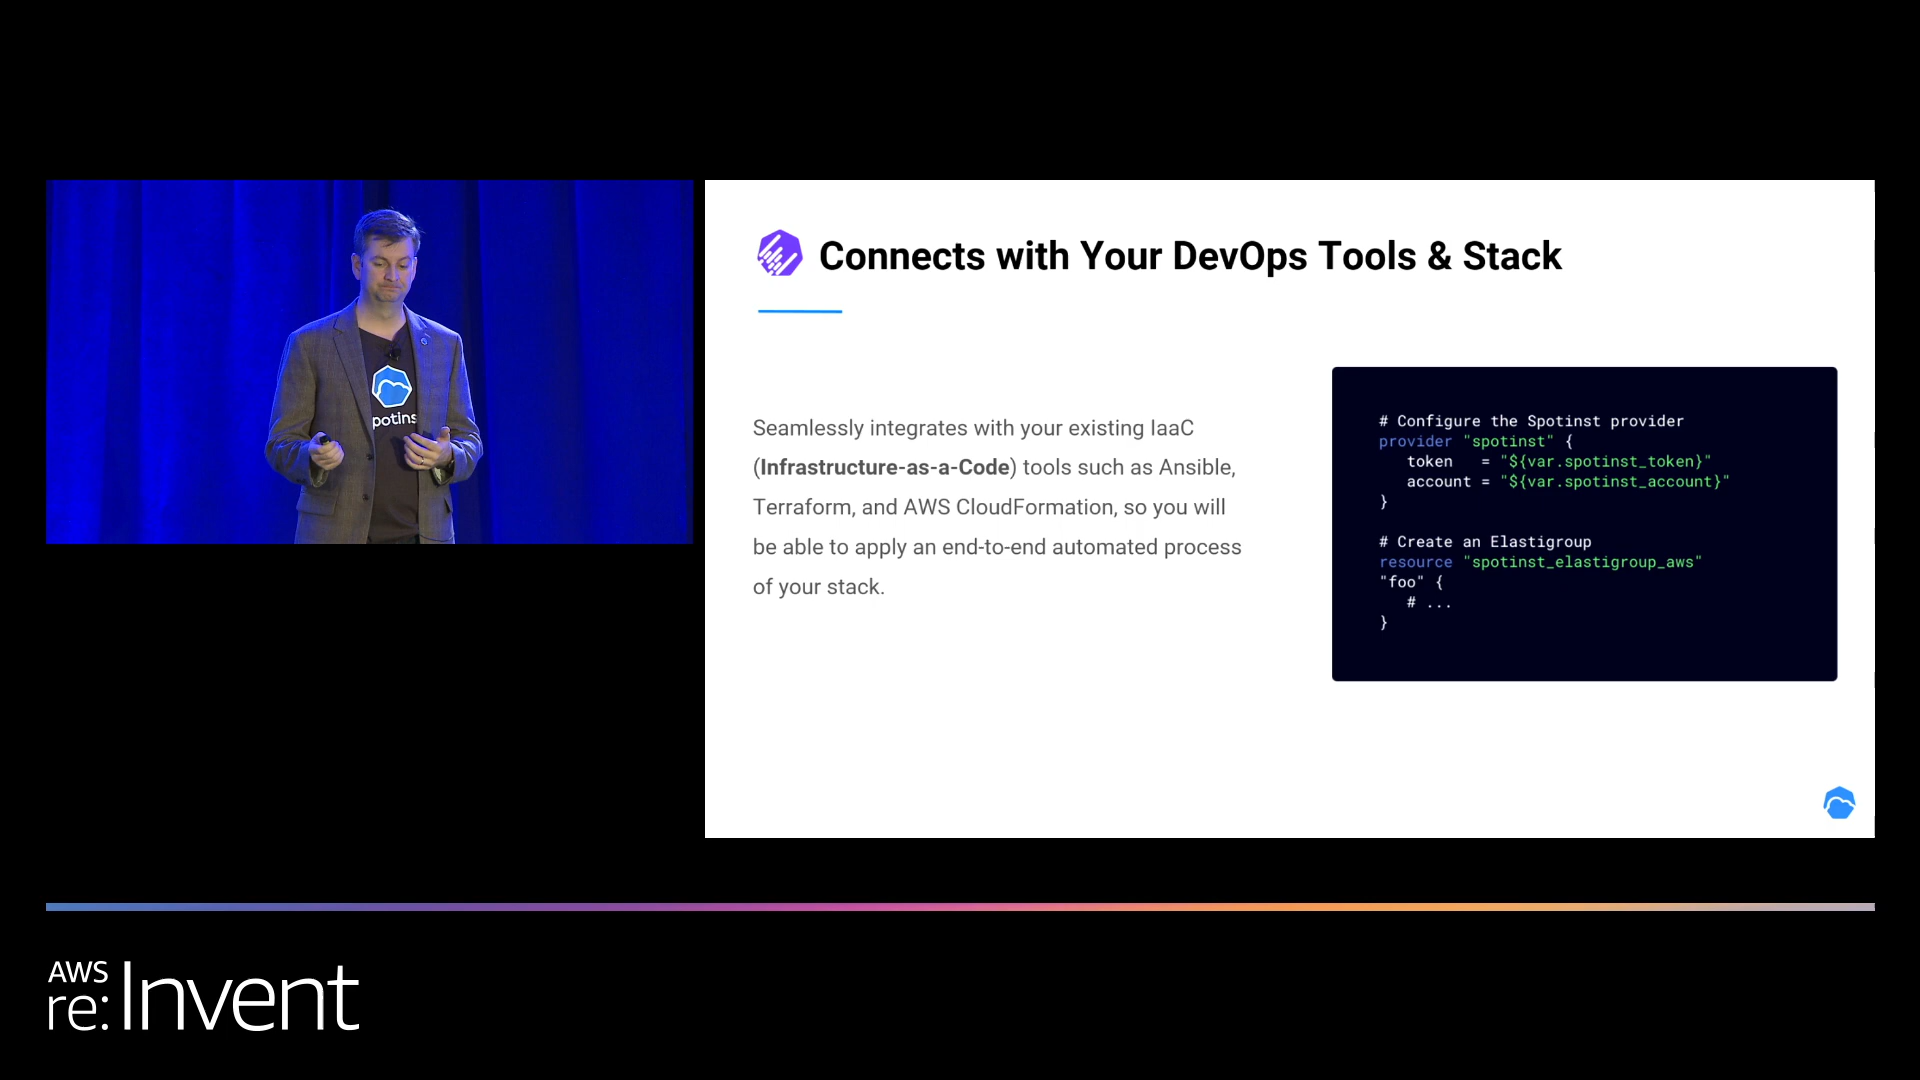 potins
Connects with Your DevOps Tools & Stack
Seamlessly integrates with your existing IaaC
(Infrastructure-as-a-Code) tools such as Ansible,
Terraform, and AWS CloudFormation, so you will
be able to apply an end-to-end automated process
of your stack.
# Configure the Spotinst provider
provider "spotinst" {
token = "${var.spotinst_token}"
account = "${var.spotinst_account}"
}
# Create an Elastigroup
resource "spotinst_elastigroup_aws"
"foo" {
# ...
}
AWS
re:Invent